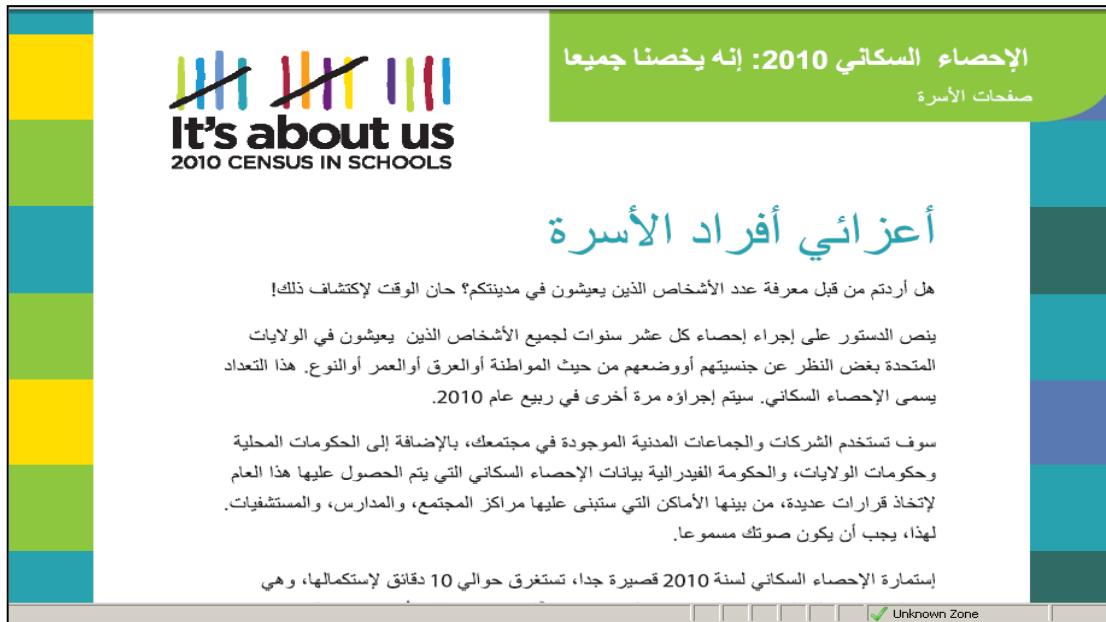 الإحصاء السكاني 2010: إنه يخصنا جميعا
صفحات الأسرة
It's about us
2010 CENSUS IN SCHOOLS
أعزائي أفراد الأسرة
هل أردتم من قبل معرفة عدد الأشخاص الذين يعيشون في مدينتكم؟ حان الوقت لإكتشاف ذلك!
ينص الدستور على إجراء إحصاء كل عشر سنوات لجميع الأشخاص الذين يعيشون في الولايات
المتحدة بغض النظر عن جنسيتهم أووضعهم من حيث المواطنة أوالعرق أوالعمر أوالنوع. هذا التعداد
يسمى الإحصاء السكاني. سيتم إجراؤه مرة أخرى في ربيع عام 2010.
سوف تستخدم الشركات والجماعات المدنية الموجودة في مجتمعك، بالإضافة إلى الحكومات المحلية
وحكومات الولايات، والحكومة الفيدرالية بيانات الإحصاء السكاني التي يتم الحصول عليها هذا العام
لإتخاذ قرارات عديدة، من بينها الأماكن التي ستبنى عليها مراكز المجتمع، والمدارس، والمستشفيات.
لهذا، يجب أن يكون صوتك مسموعا.
إستمارة الإحصاء السكاني لسنة 2010 قصيرة جدا، تستغرق حوالي 10 دقائق لإستكمالها، وهي
Unknown Zone